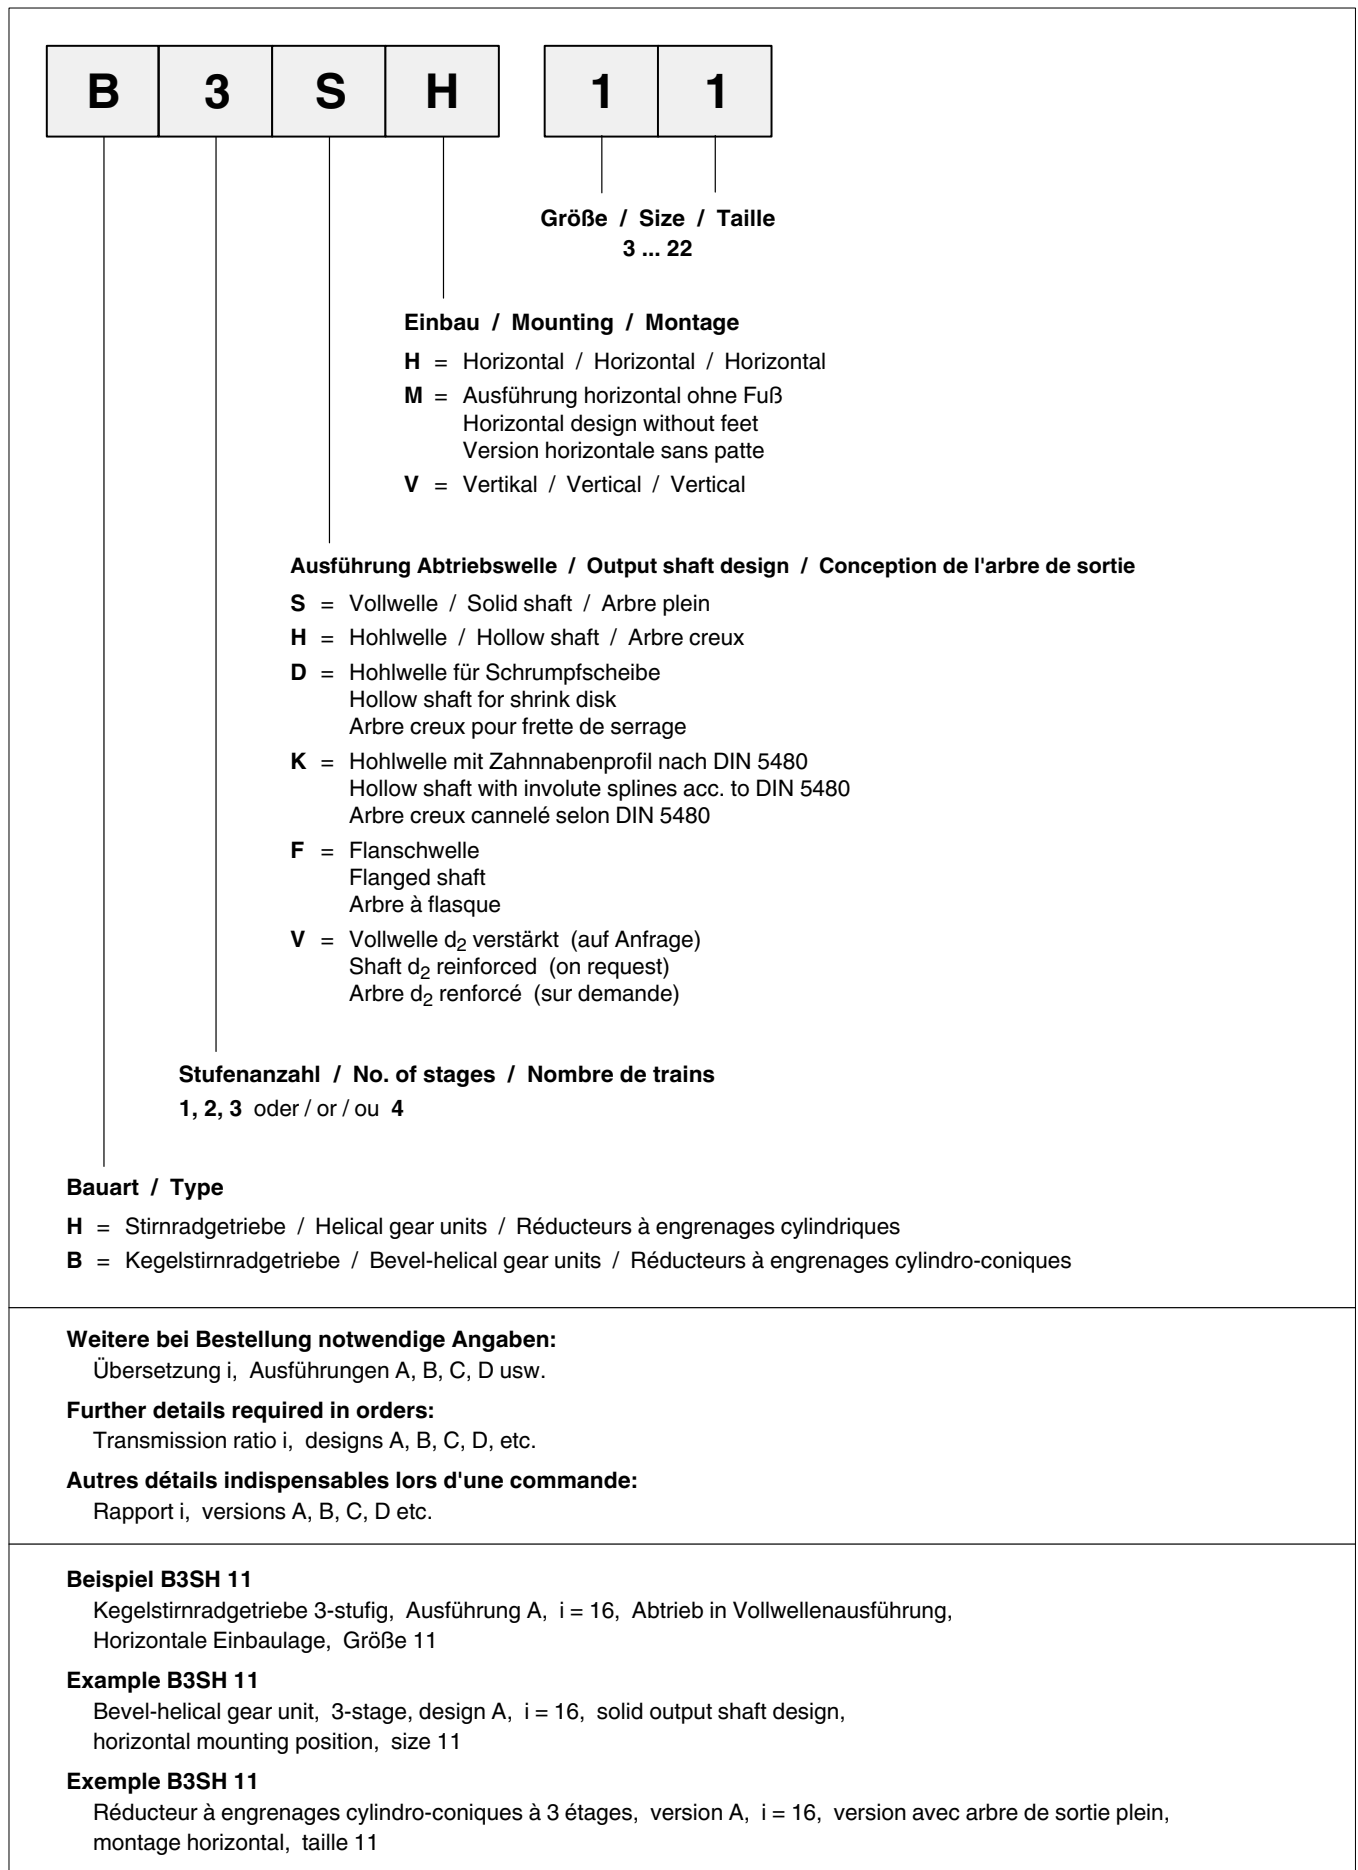 B 3 S H 1 1
Größe / Size / Taille
3 ... 22
Einbau / Mounting / Montage
H = Horizontal / Horizontal / Horizontal
M = Ausführung horizontal ohne Fuß
Horizontal design without feet
Version horizontale sans patte
V = Vertikal / Vertical / Vertical
Ausführung Abtriebswelle / Output shaft design / Conception de l'arbre de sortie
S = Vollwelle / Solid shaft / Arbre plein
H = Hohlwelle / Hollow shaft / Arbre creux
D = Hohlwelle für Schrumpfscheibe
Hollow shaft for shrink disk
Arbre creux pour frette de serrage
K = Hohlwelle mit Zahnnabenprofil nach DIN 5480
Hollow shaft with involute splines acc. to DIN 5480
Arbre creux cannelé selon DIN 5480
F = Flanschwelle
Flanged shaft
Arbre à flasque
V = Vollwelle d2 verstärkt (auf Anfrage)
Shaft d2 reinforced (on request)
Arbre d2 renforcé (sur demande)
Stufenanzahl / No. of stages / Nombre de trains
1, 2, 3 oder / or / ou 4
Bauart / Type
H = Stirnradgetriebe / Helical gear units / Réducteurs à engrenages cylindriques
B = Kegelstirnradgetriebe / Bevel-helical gear units / Réducteurs à engrenages cylindro-coniques
Weitere bei Bestellung notwendige Angaben:
Übersetzung i, Ausführungen A, B, C, D usw.
Further details required in orders:
Transmission ratio i, designs A, B, C, D, etc.
Autres détails indispensables lors d'une commande:
Rapport i, versions A, B, C, D etc.
Beispiel B3SH 11
Kegelstirnradgetriebe 3-stufig, Ausführung A, i = 16, Abtrieb in Vollwellenausführung,
Horizontale Einbaulage, Größe 11
Example B3SH 11
Bevel-helical gear unit, 3-stage, design A, i = 16, solid output shaft design,
horizontal mounting position, size 11
Exemple B3SH 11
Réducteur à engrenages cylindro-coniques à 3 étages, version A, i = 16, version avec arbre de sortie plein,
montage horizontal, taille 11